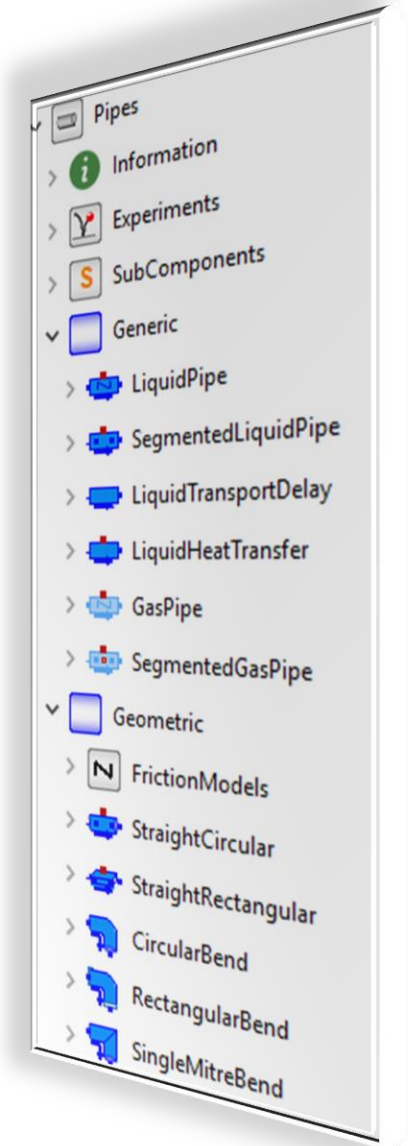 Pipes
Information
Experiments
S SubComponents
Generic
LiquidPipe
SegmentedLiquidPipe
LiquidTransportDelay
LiquidHeatTransfer
GasPipe
SegmentedGasPipe
Geometric
FrictionModels
StraightCircular
StraightRectangular
CircularBend
RectangularBend
SingleMitreBend